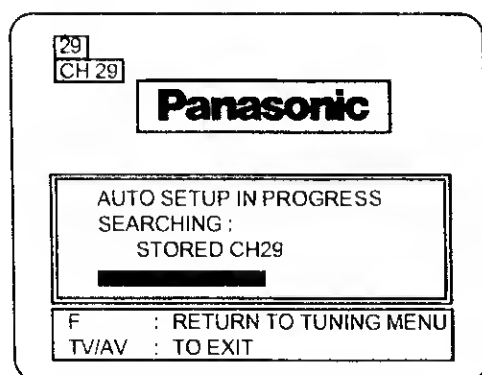 29
CH 29
Panasonic
AUTO SETUP IN PROGRESS
SEARCHING :
STORED CH29
F : RETURN TO TUNING MENU
TV/AV : TO EXIT